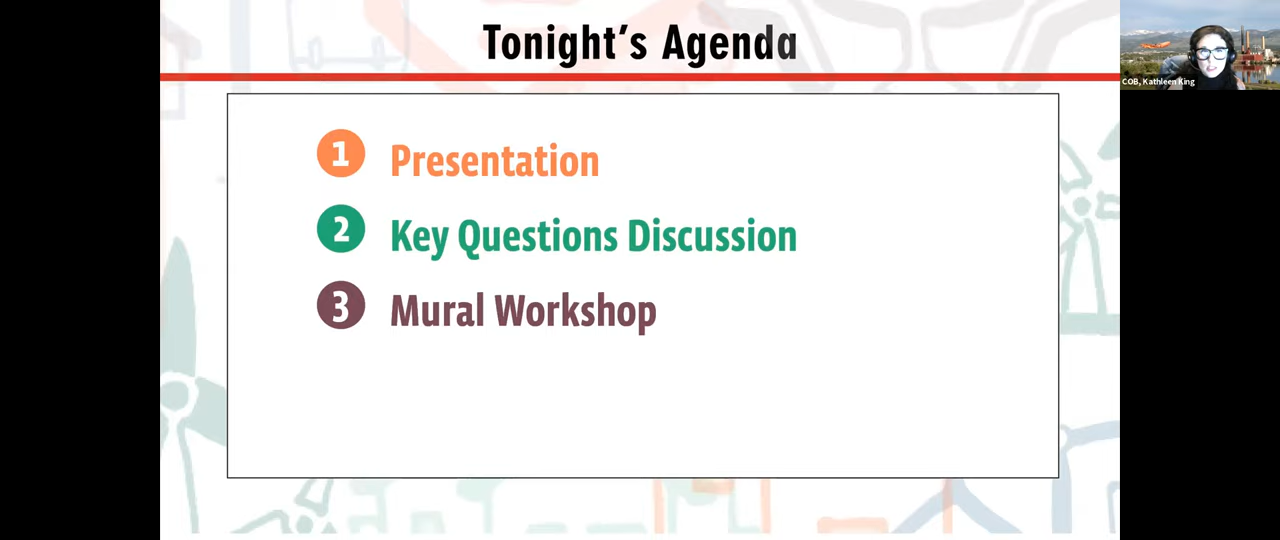 Tonight's Agenda
1 Presentation
2 Key Questions Discussion
3 Mural Workshop
COB, Kathleen King